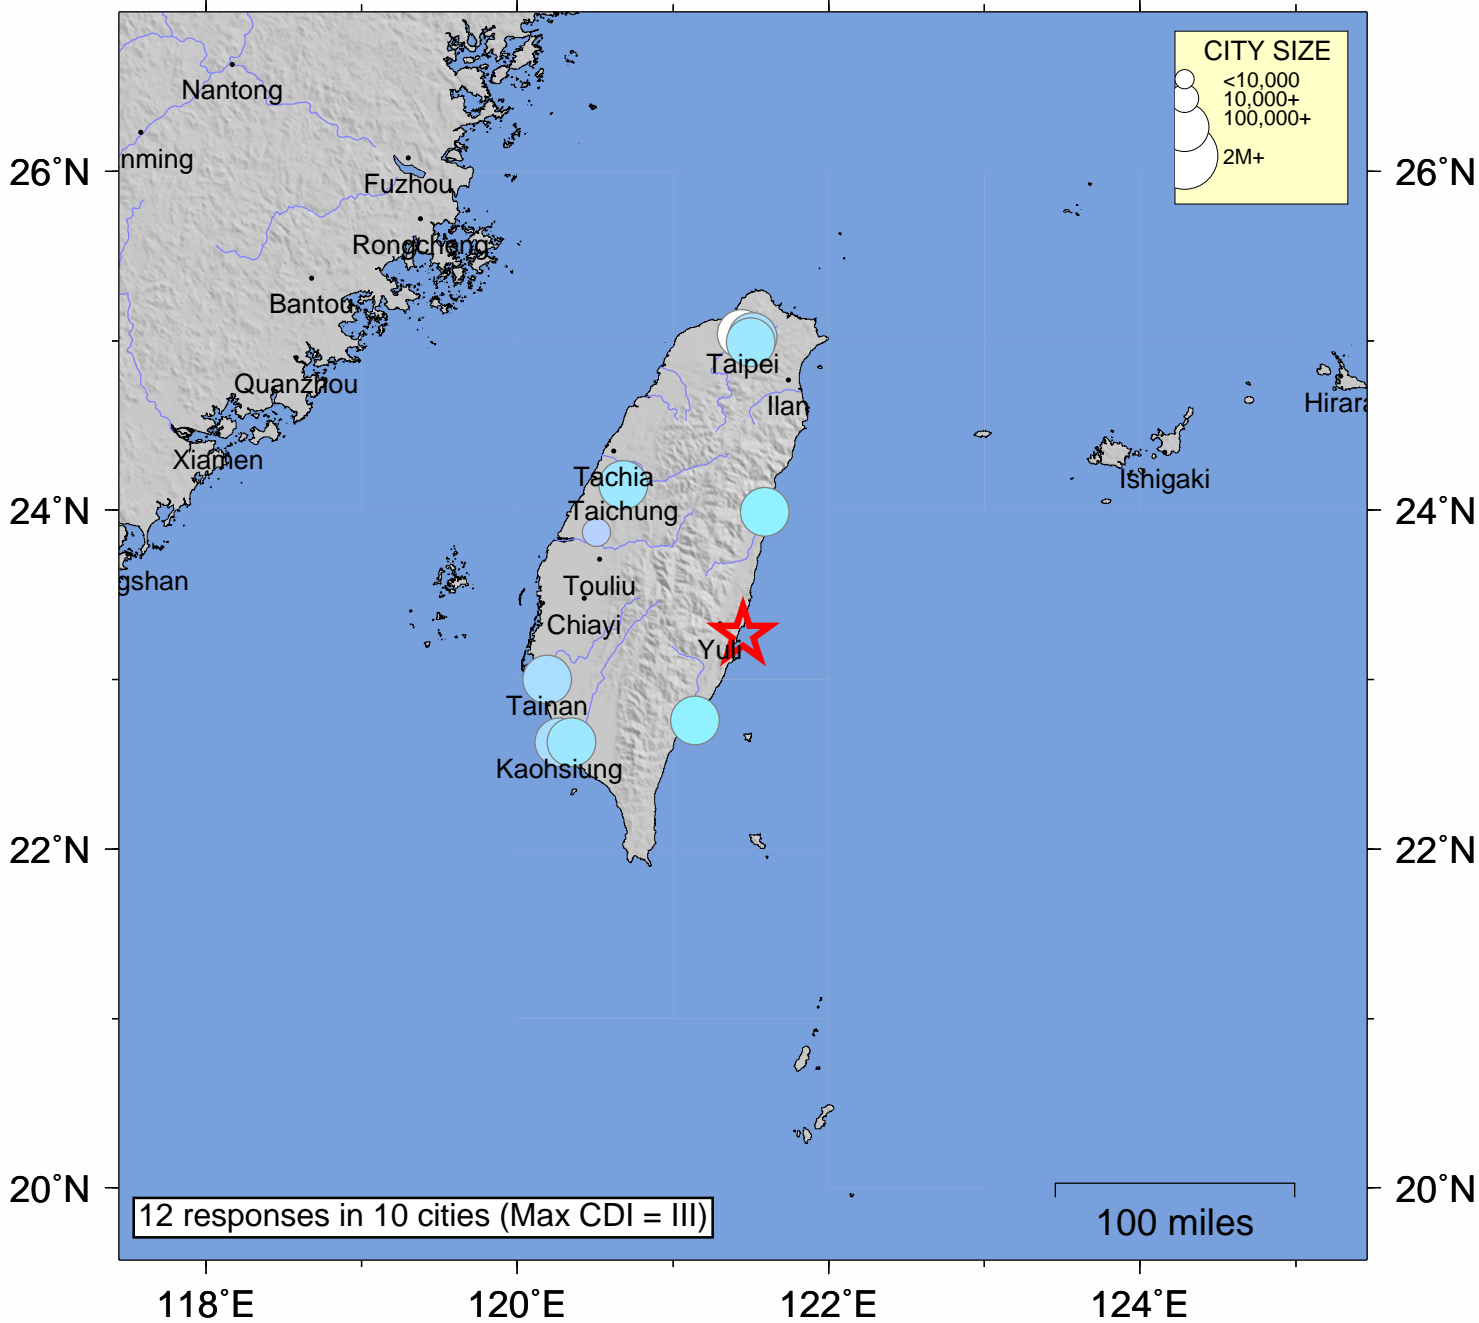 CITY SIZE
<10,000
10,000+
100,000+
2M+
Nantong
nming
26°N
26°N
Fuzhou
Rongcheng
Bantou
Taipei
Quanzhou
Ilan
Hirara
Xiamen
Tachia
Ishigaki
24°N
Taichung
24°N
gshan
Touliu
Chiayi
Yuli
Tainan
Kaohsiung
22°N
22°N
20°N
20°N
12 responses in 10 cities (Max CDI = III)
100 miles
118°E
120°E
122°E
124°E